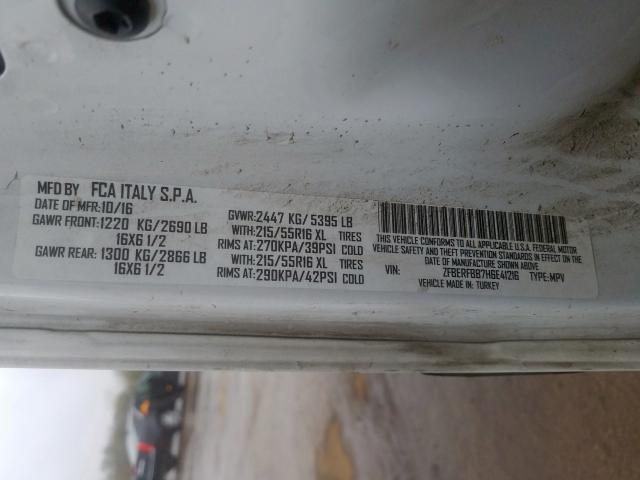 MFD BY FCA ITALY S.P.A.
DATE OF MFR: 10/16 GVWR: 2447 KG/ 5395 LB
GAWR FRONT: 1220 KG/2690 LB WITH: 215/55R16 XL TIRES
16X6 1/2 RIMS AT: 270KPA/39PSI COLD
GAWR REAR: 1300 KG/2866 LB WITH: 215/55R16 XL TIRES
16X6 1/2 RIMS AT: 290KPA/42PSI COLD
THIS VEHICLE CONFORMS TO ALL APPLICABLE U.S.A. FEDERAL MOTOR
VEHICLE SAFETY AND THEFT PREVENTION STANDARDS IN EFFECT ON THE
DATE OF MANUFACTURE SHOWN ABOVE.
VIN: ZFBERFBB7H6E41216 TYPE: MPV
VEHICLE MADE IN: TURKEY